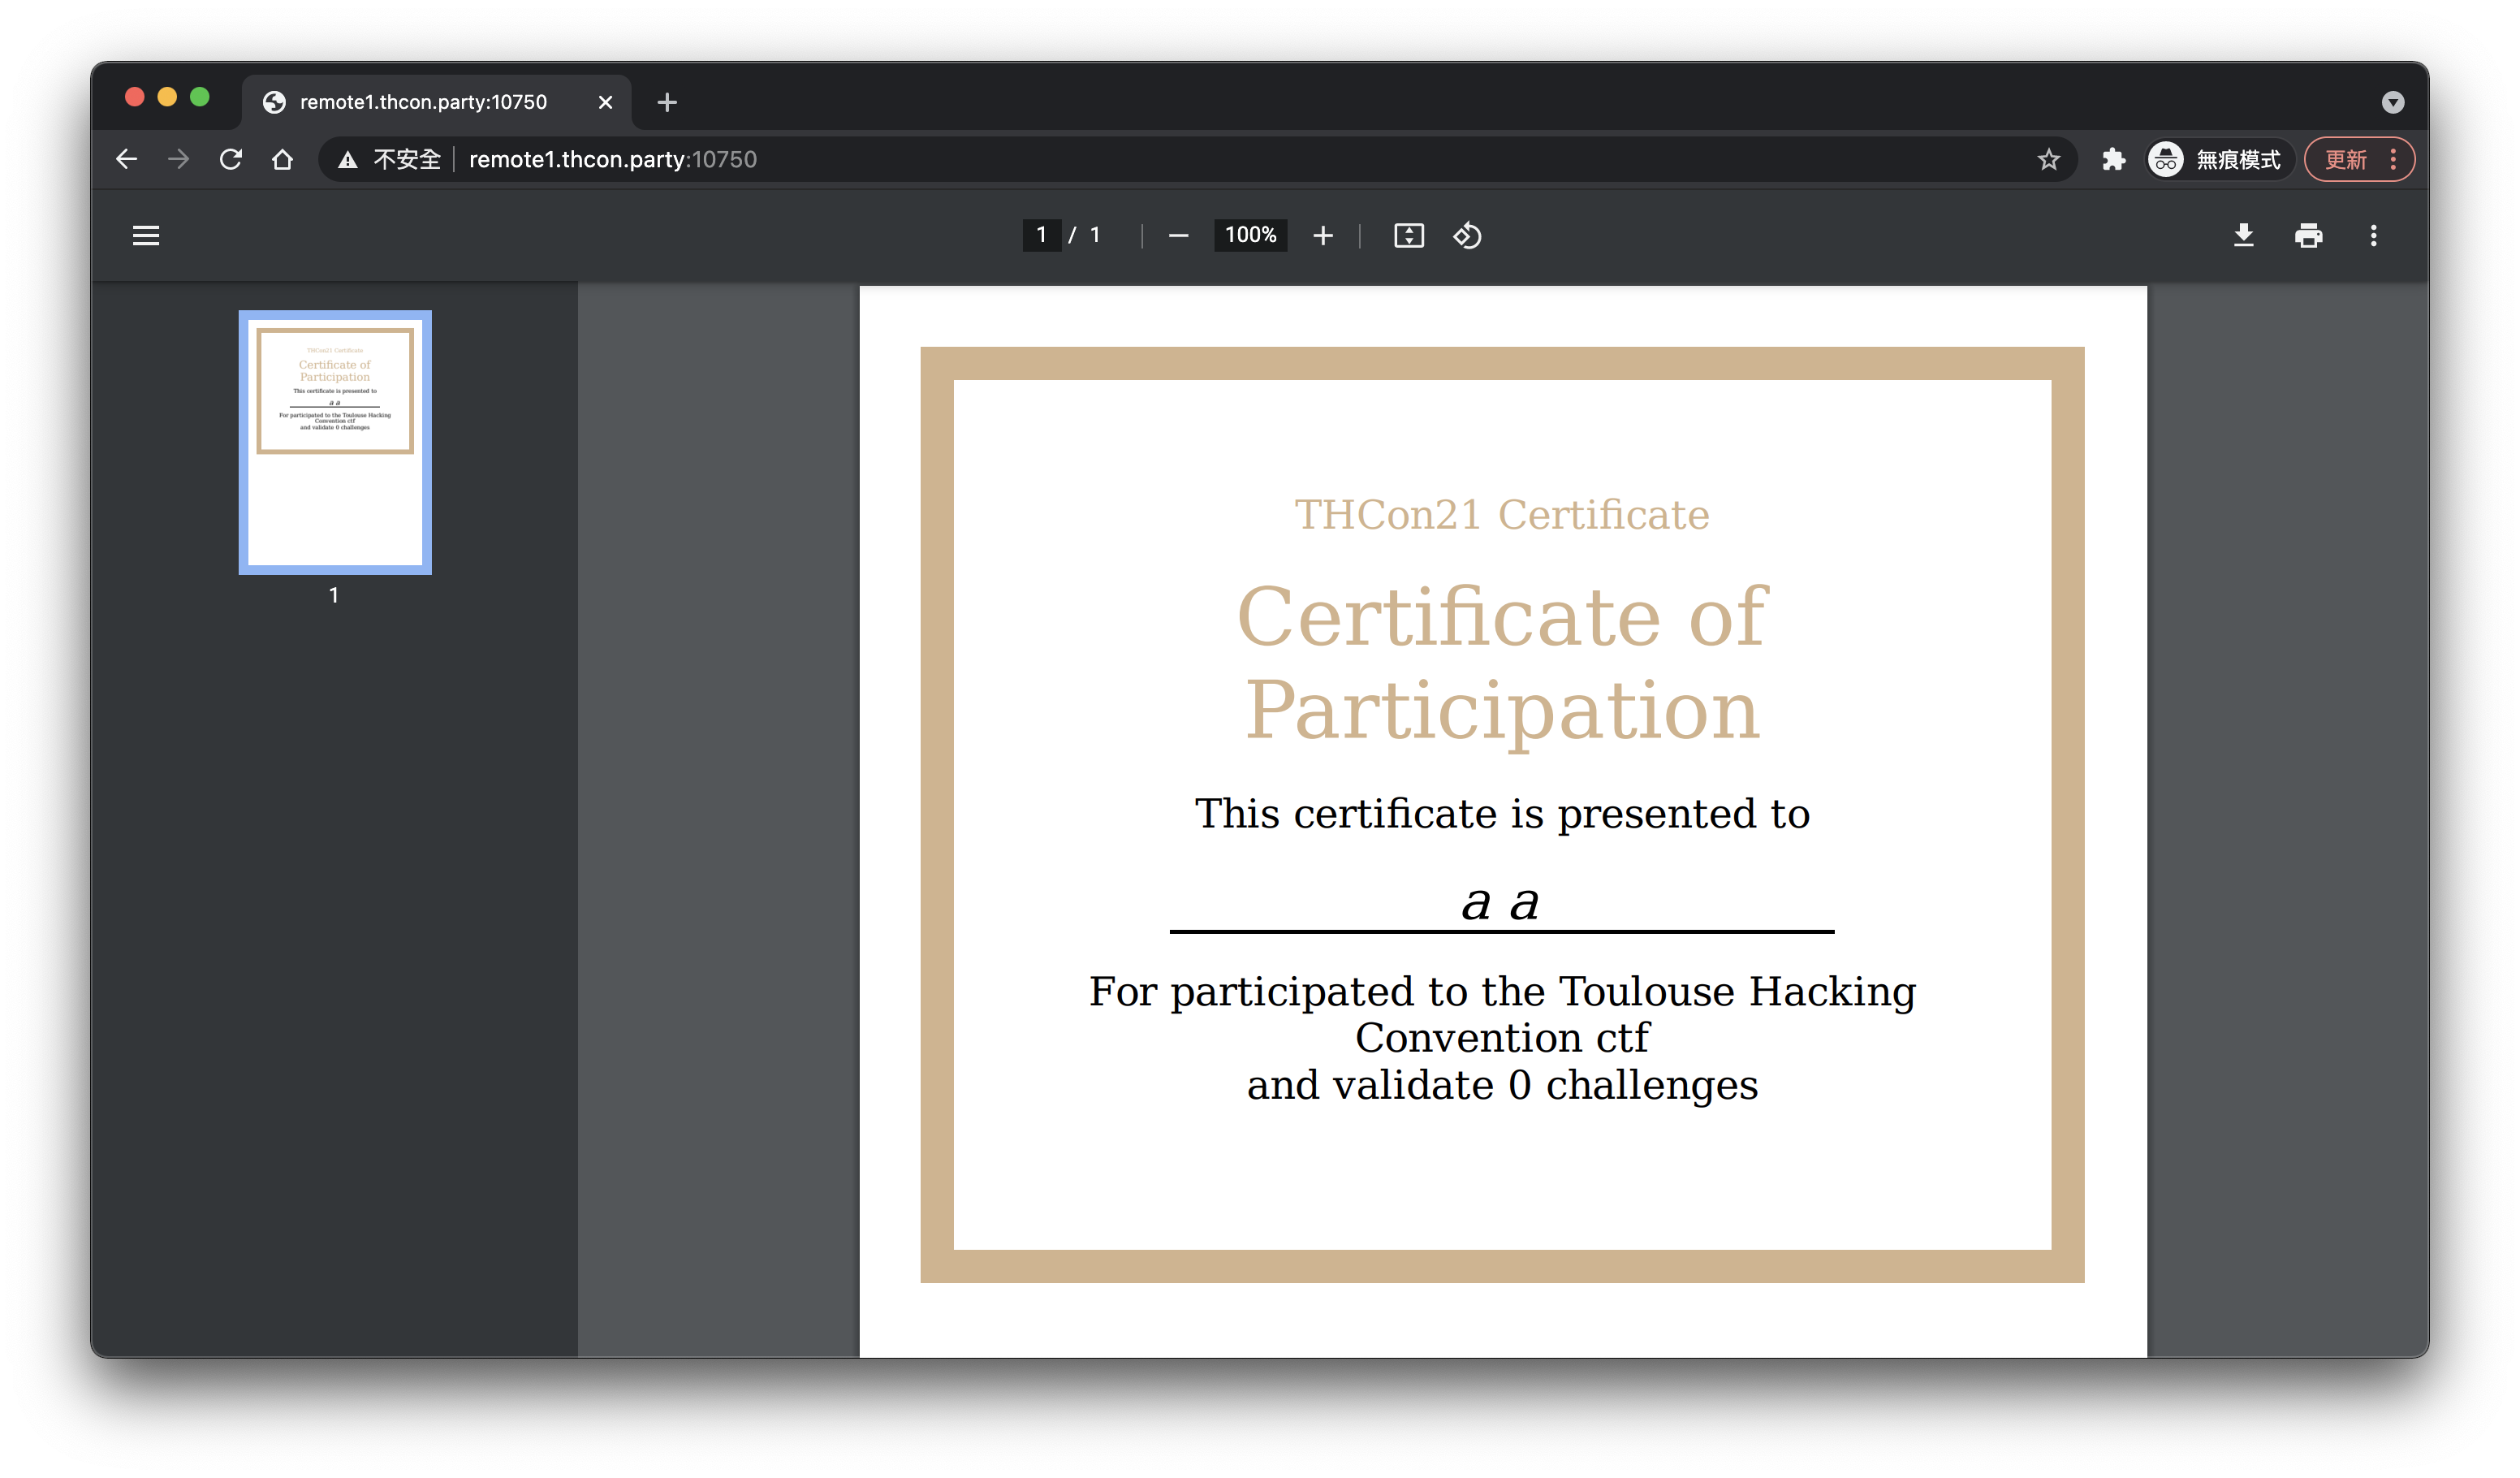 remote1.thcon.party:10750
不安全 remote1.thcon.party:10750
無痕模式
更新
1 / 1
100%
THCon21 Certificate
Certificate of
Participation
This certificate is presented to
a a
For participated to the Toulouse Hacking
Convention ctf
and validate 0 challenges
1
THCon21 Certificate
Certificate of
Participation
This certificate is presented to
a a
For participated to the Toulouse Hacking
Convention ctf
and validate 0 challenges